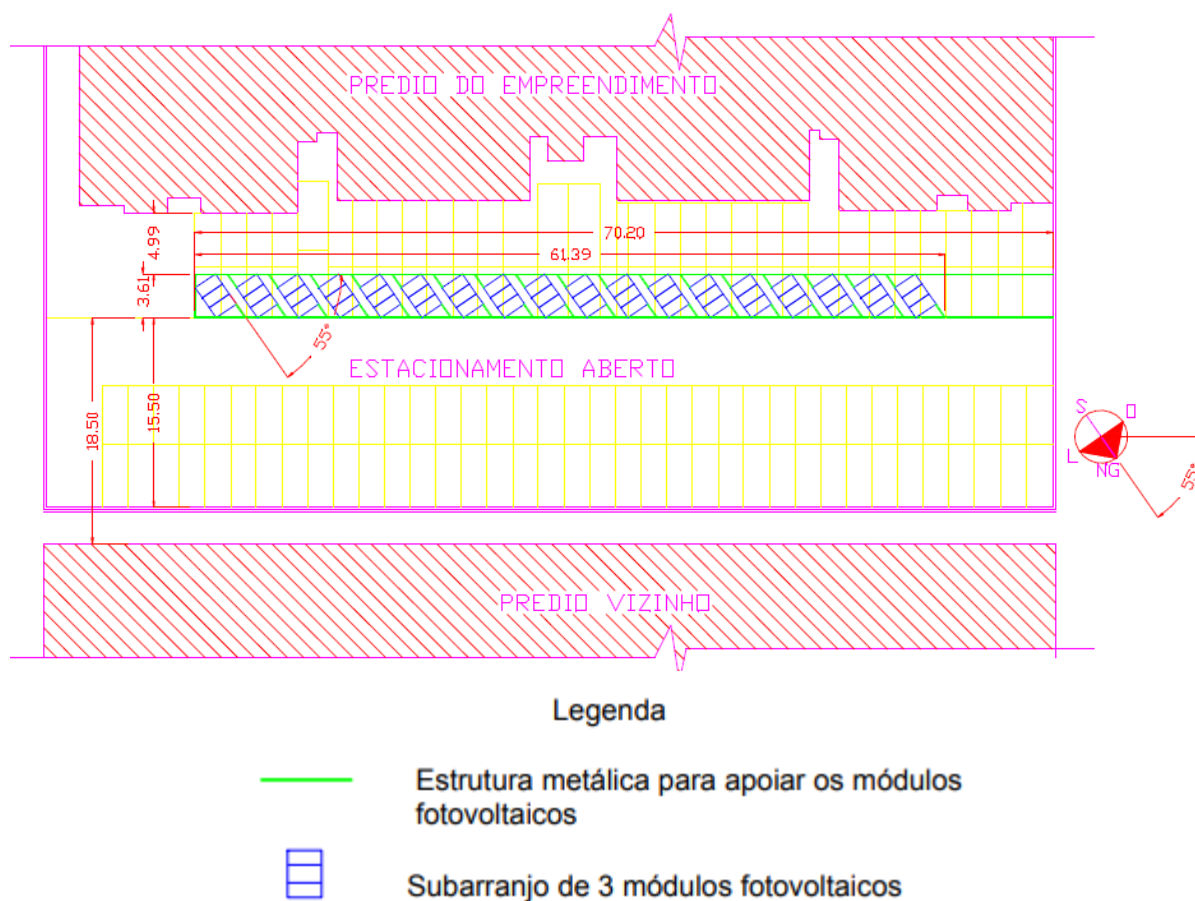 PREDIO DO EMPREENDIMENTO
4.99
70.20
61.39
3.61
55°
ESTACIONAMENTO ABERTO
18.50
15.50
S
O
L
NG
55°
PREDIO VIZINHO
Legenda
Estrutura metálica para apoiar os módulos
fotovoltaicos
Subarranjo de 3 módulos fotovoltaicos